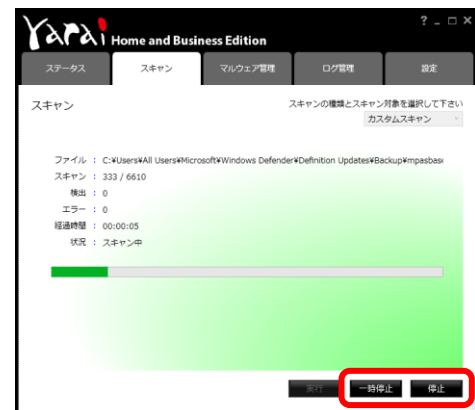 Yarai Home and Business Edition
? _ □ ×
ステータス スキャン マルウェア管理 ログ管理 設定
スキャン
スキャンの種類とスキャン対象を選択して下さい
カスタムスキャン
ファイル : C:¥Users¥All Users¥Microsoft¥Windows Defender¥Definition Updates¥Backup¥mpasbase
スキャン : 333 / 6610
検出 : 0
エラー : 0
経過時間 : 00:00:05
状況 : スキャン中
実行 一時停止 停止